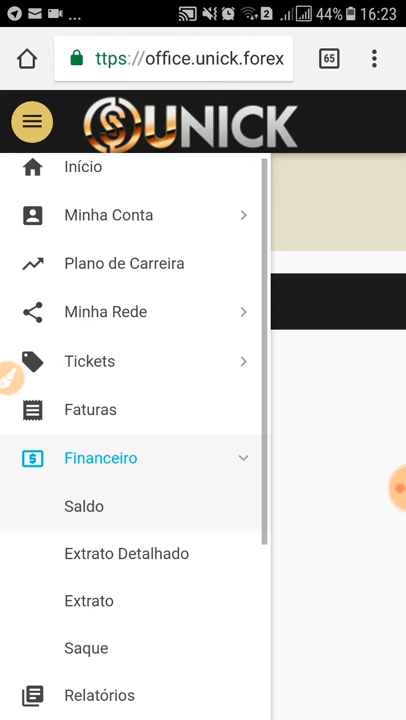 44% 16:23
ttps://office.unick.forex
65
UNICK
Início
Minha Conta
Plano de Carreira
Minha Rede
Tickets
Faturas
Financeiro
Saldo
Extrato Detalhado
Extrato
Saque
Relatórios